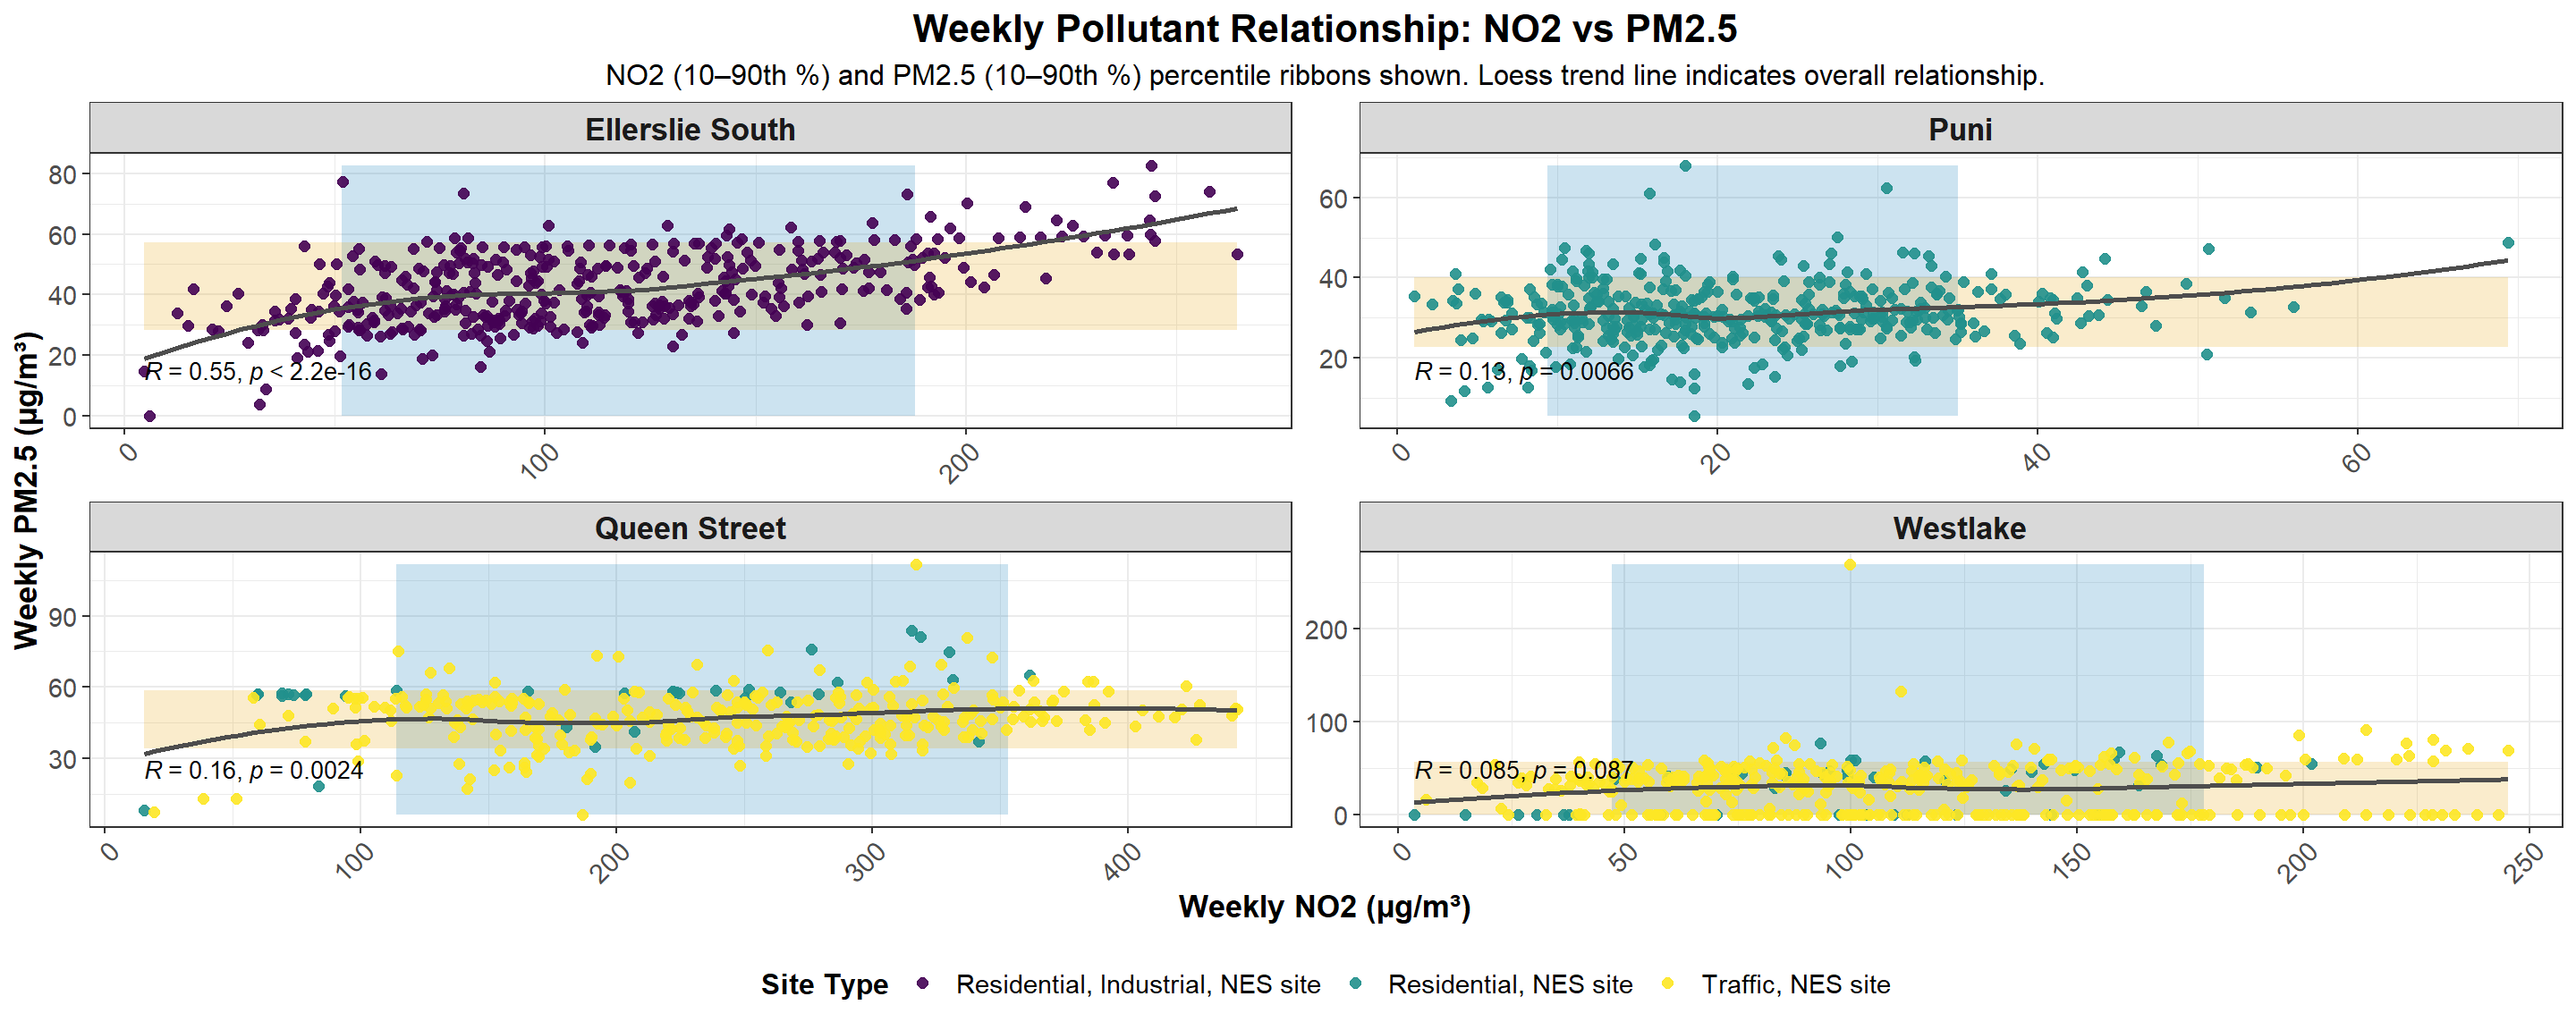 Weekly Pollutant Relationship: NO2 vs PM2.5
NO2 (10–90th %) and PM2.5 (10–90th %) percentile ribbons shown. Loess trend line indicates overall relationship.
Weekly PM2.5 (µg/m³)
Ellerslie South
80
60
40
20
0
R = 0.55, p < 2.2e-16
0
100
200
Puni
60
40
20
R = 0.13, p = 0.0066
0
20
40
60
Queen Street
90
60
30
R = 0.16, p = 0.0024
0
100
200
300
400
Westlake
200
100
0
R = 0.085, p = 0.087
0
50
100
150
200
250
Weekly NO2 (µg/m³)
Site Type
Residential, Industrial, NES site
Residential, NES site
Traffic, NES site